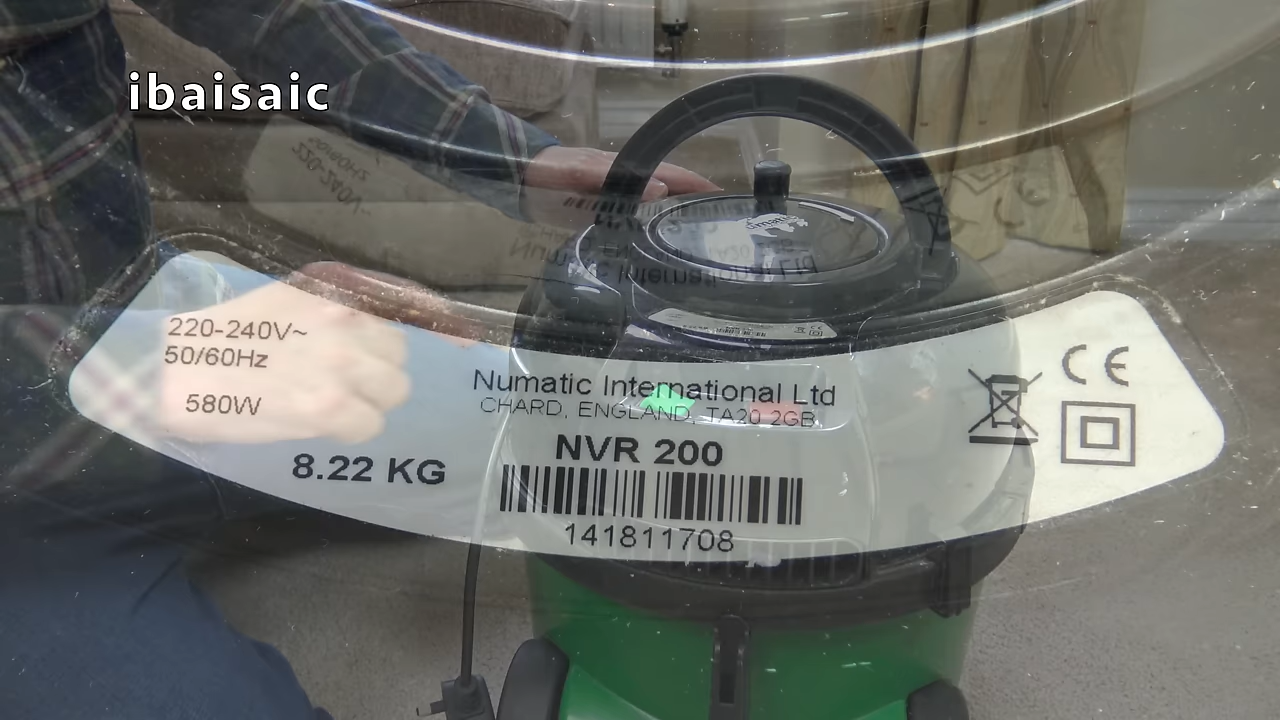 ibaisaic
220-240V~
50/60Hz
580W
8.22 KG
Numatic International Ltd
CHARD, ENGLAND, TA20 2GB
NVR 200
141811708
CE